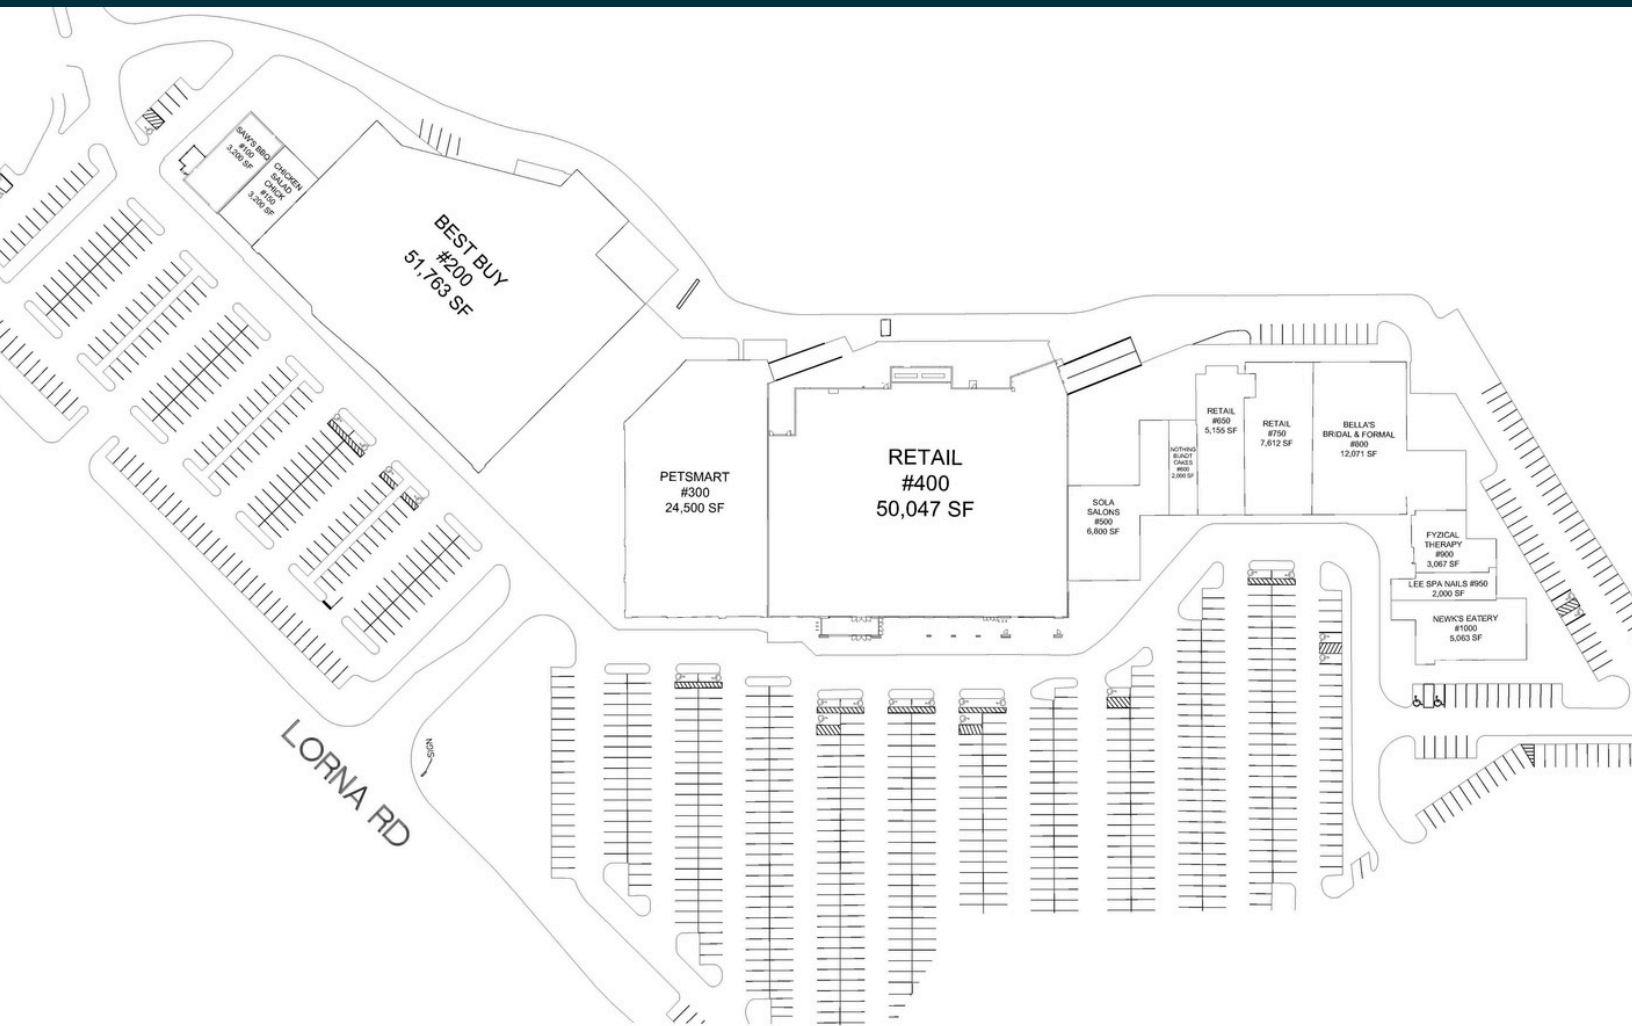 SAW'S BBQ
#100
3,200 SF
CHICKEN
SALAD
CHICK
#150
3,200 SF
BEST BUY
#200
51,763 SF
PETSMART
#300
24,500 SF
RETAIL
#400
50,047 SF
SOLA
SALONS
#500
6,800 SF
NOTHING
BUNDT
CAKES
#600
2,000 SF
RETAIL
#650
5,155 SF
RETAIL
#750
7,612 SF
BELLA'S
BRIDAL & FORMAL
#800
12,071 SF
FYZICAL
THERAPY
#900
3,067 SF
LEE SPA NAILS #950
2,000 SF
NEWK'S EATERY
#1000
5,063 SF
LORNA RD
SIGN